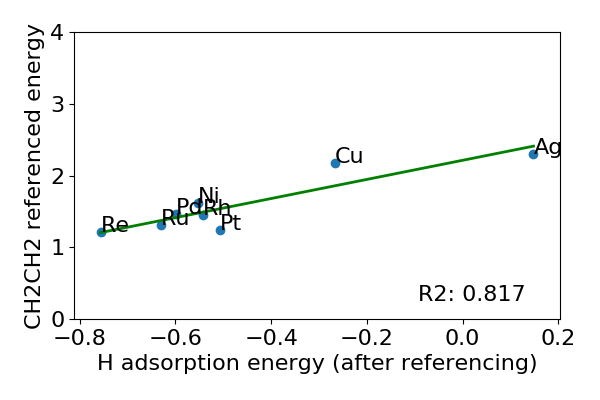 4
3
2
1
0
CH2CH2 referenced energy
Ag
Cu
Ni
Pd
Rh
Ru
Re
Pt
R2: 0.817
−0.8
−0.6
−0.4
−0.2
0.0
0.2
H adsorption energy (after referencing)